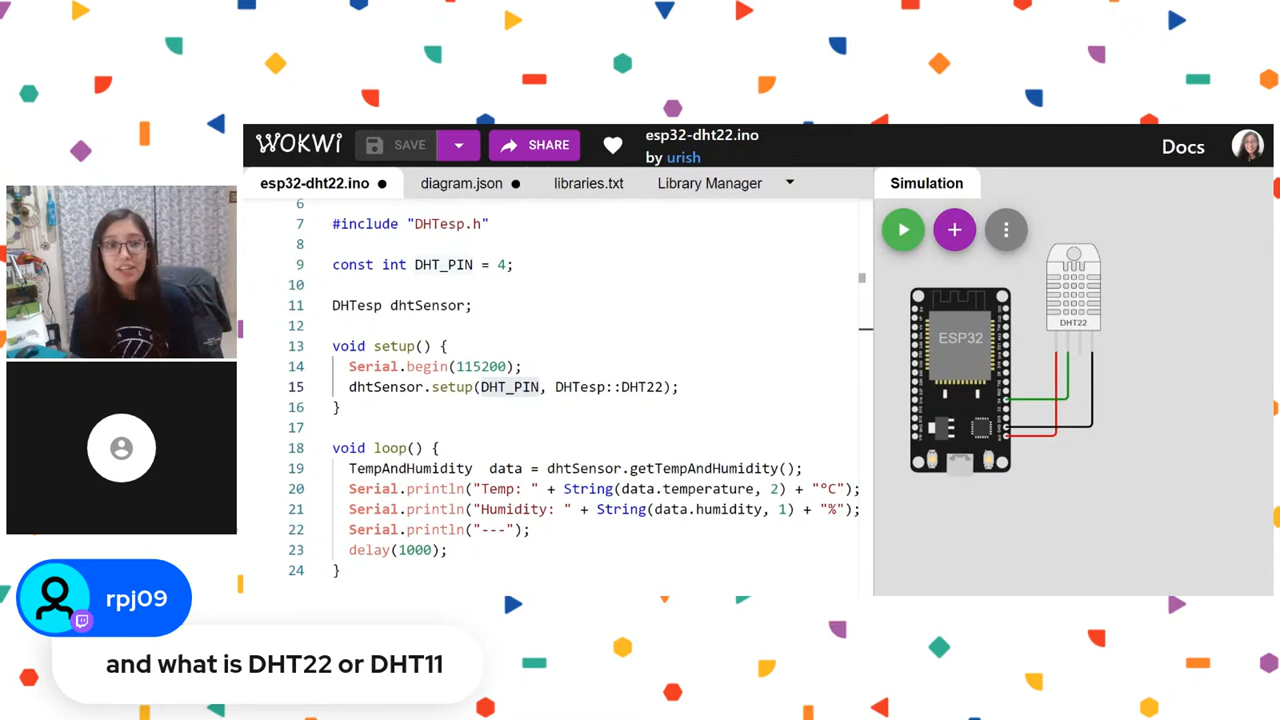 WOKWI
SAVE
SHARE
esp32-dht22.ino
by urish
Docs
esp32-dht22.ino
diagram.json
libraries.txt
Library Manager
Simulation
6
7 #include "DHTesp.h"
8
9 const int DHT_PIN = 4;
10
11 DHTesp dhtSensor;
12
13 void setup() {
14 Serial.begin(115200);
15 dhtSensor.setup(DHT_PIN, DHTesp::DHT22);
16 }
17
18 void loop() {
19 TempAndHumidity data = dhtSensor.getTempAndHumidity();
20 Serial.println("Temp: " + String(data.temperature, 2) + "°C");
21 Serial.println("Humidity: " + String(data.humidity, 1) + "%");
22 Serial.println("---");
23 delay(1000);
24 }
ESP32
DHT22
rpj09
and what is DHT22 or DHT11